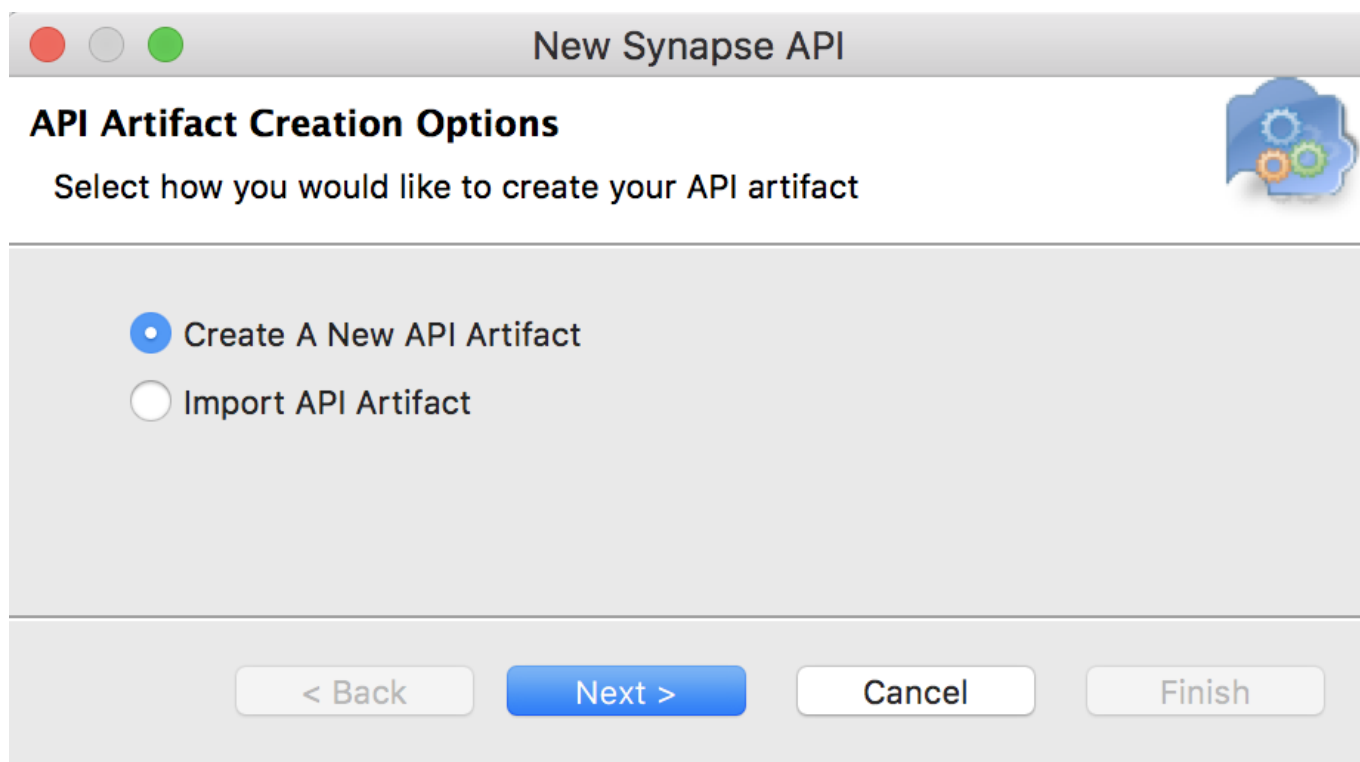 New Synapse API
API Artifact Creation Options
Select how you would like to create your API artifact
Create A New API Artifact
Import API Artifact
< Back
Next >
Cancel
Finish